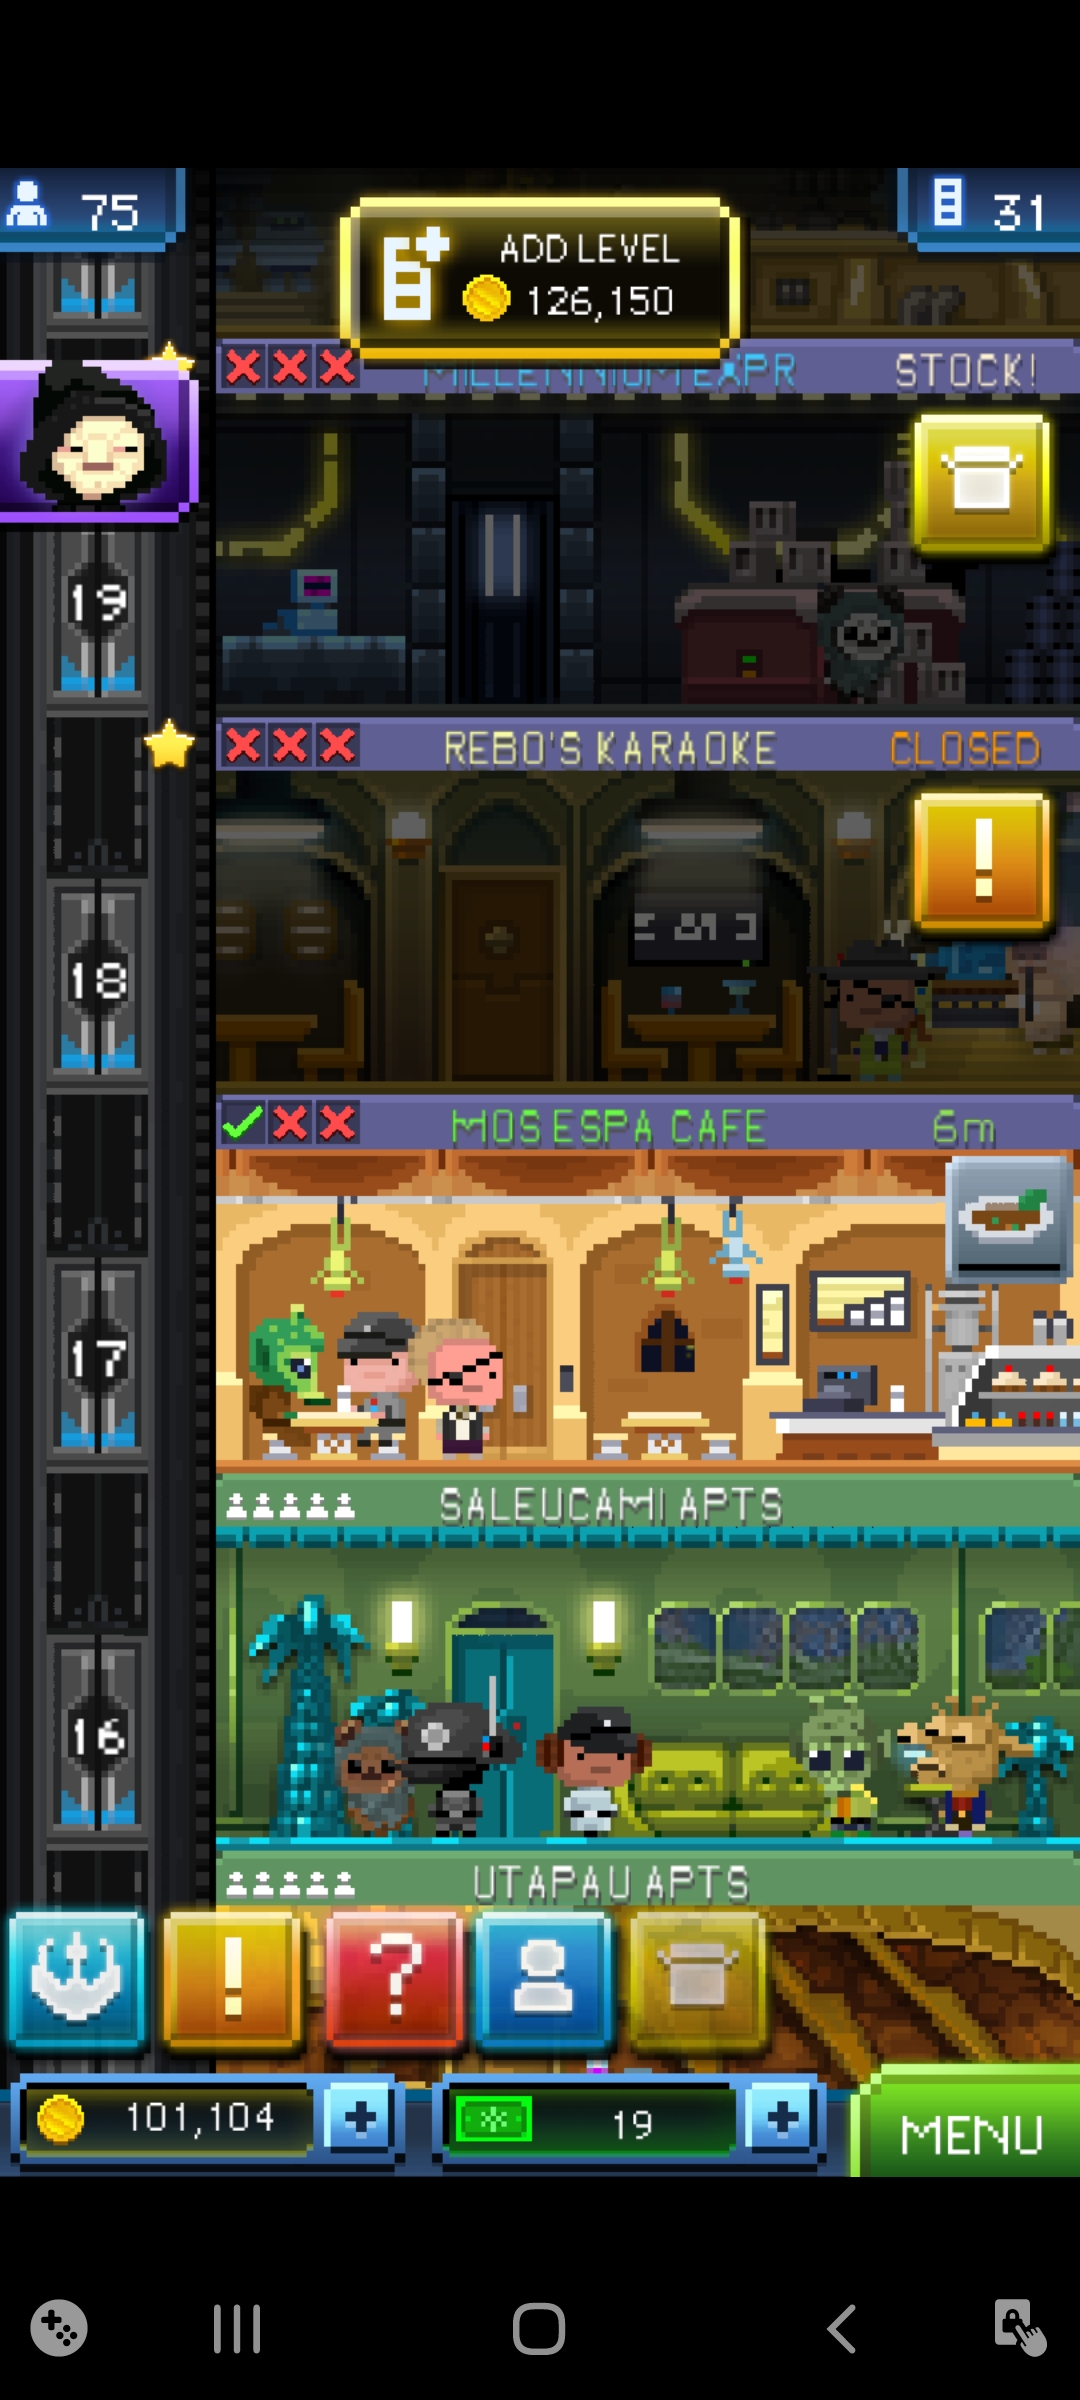 75
ADD LEVEL
126,150
31
MILLENNIUM EXPR
STOCK!
19
REBO'S KARAOKE
CLOSED
!
18
MOS ESPA CAFE
6m
17
SALEUCAMI APTS
16
UTAPAU APTS
!
?
101,104
+
19
+
MENU